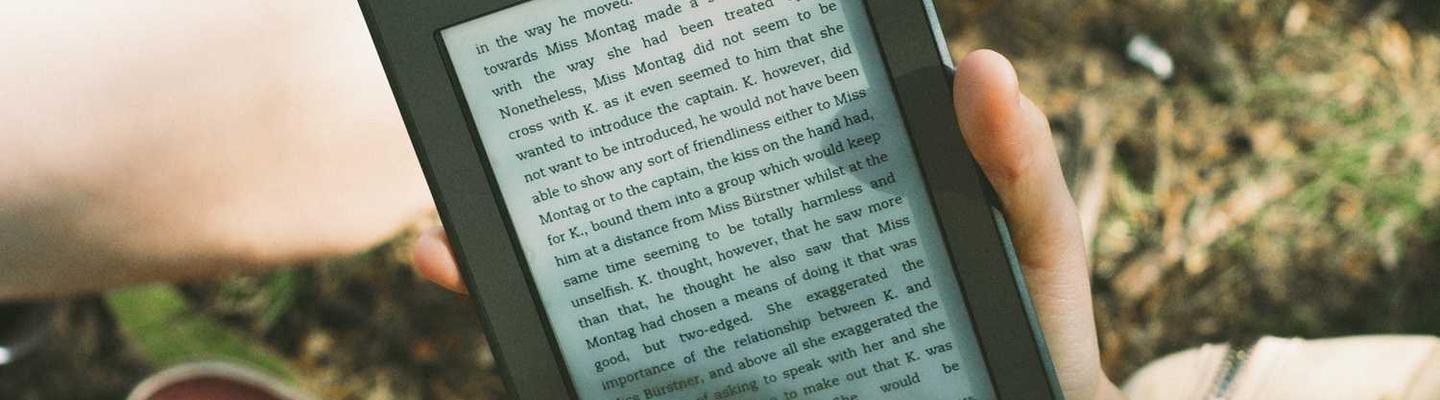 in the way he moved.
towards Miss Montag made a
with the way she had been treated
Nonetheless, Miss Montag did not seem to be
cross with K. as it even seemed to him that she
wanted to introduce the captain. K. however, did
not want to be introduced, he would not have been
able to show any sort of friendliness either to Miss
Montag or to the captain, the kiss on the hand had,
for K., bound them into a group which would keep
him at a distance from Miss Bürstner whilst at the
same time seeming to be totally harmless and
unselfish. K. thought, however, that he saw more
than that, he thought he also saw that Miss
Montag had chosen a means of doing it that was
good, but two-edged. She exaggerated the
importance of the relationship between K. and
Miss Bürstner, and above all she exaggerated the
of asking to speak with her and she
to make out that K. was
She would be